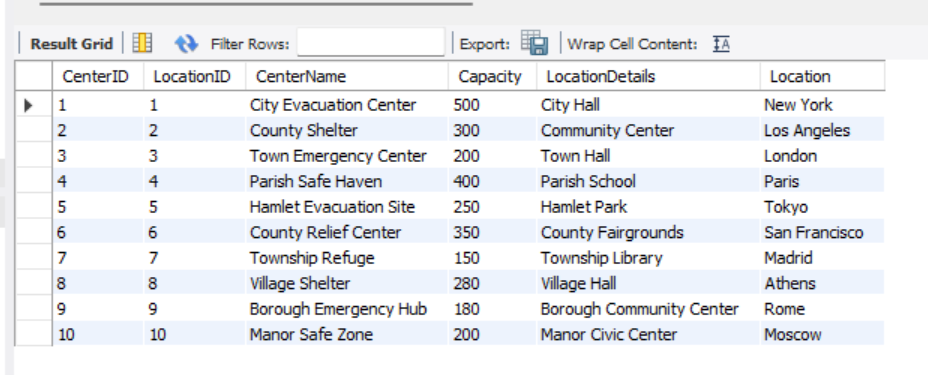 Result Grid Filter Rows: Export: Wrap Cell Content: IA
CenterID LocationID CenterName Capacity LocationDetails Location
1 1 City Evacuation Center 500 City Hall New York
2 2 County Shelter 300 Community Center Los Angeles
3 3 Town Emergency Center 200 Town Hall London
4 4 Parish Safe Haven 400 Parish School Paris
5 5 Hamlet Evacuation Site 250 Hamlet Park Tokyo
6 6 County Relief Center 350 County Fairgrounds San Francisco
7 7 Township Refuge 150 Township Library Madrid
8 8 Village Shelter 280 Village Hall Athens
9 9 Borough Emergency Hub 180 Borough Community Center Rome
10 10 Manor Safe Zone 200 Manor Civic Center Moscow